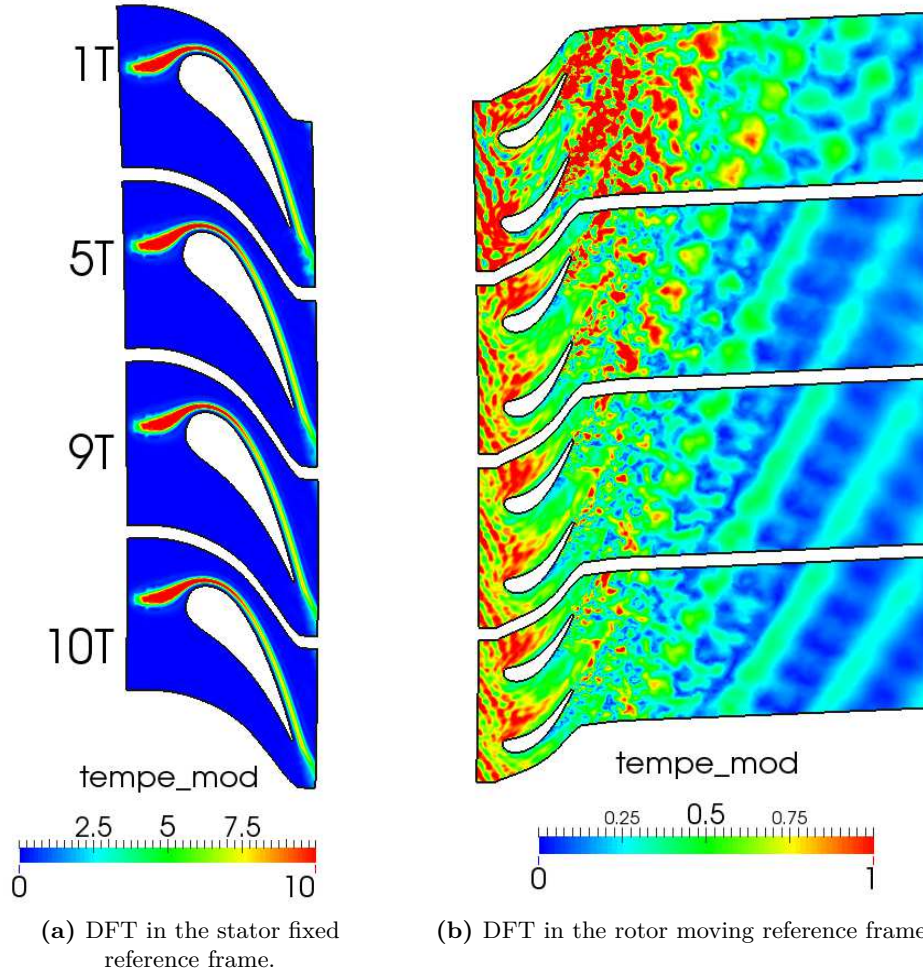 1T
5T
9T
10T
tempe_mod
2.5 5 7.5
0 10
(a) DFT in the stator fixed
reference frame.
tempe_mod
0.25 0.5 0.75
0 1
(b) DFT in the rotor moving reference frame